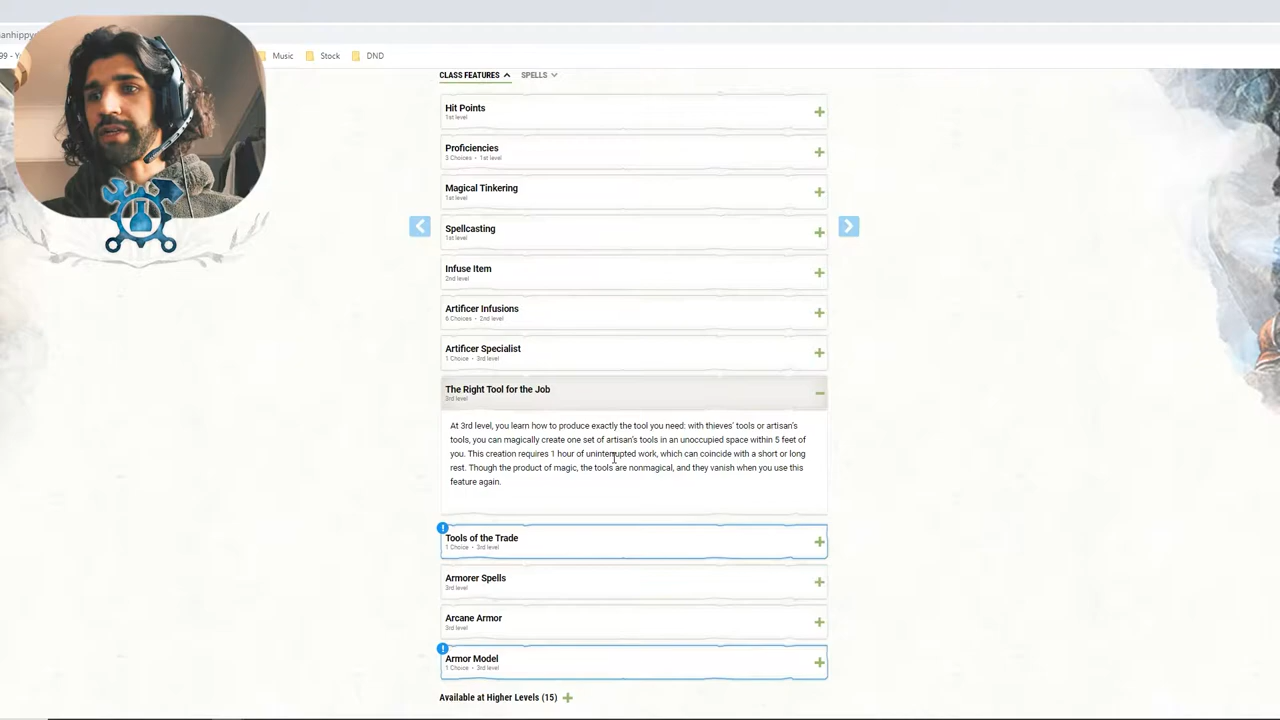 anhippy
99 - Y
Music
Stock
DND
CLASS FEATURES
SPELLS
Hit Points
1st level
Proficiencies
3 Choices • 1st level
Magical Tinkering
1st level
Spellcasting
1st level
Infuse Item
2nd level
Artificer Infusions
6 Choices • 2nd level
Artificer Specialist
1 Choice • 3rd level
The Right Tool for the Job
3rd level
At 3rd level, you learn how to produce exactly the tool you need: with thieves' tools or artisan's
tools, you can magically create one set of artisan's tools in an unoccupied space within 5 feet of
you. This creation requires 1 hour of uninterrupted work, which can coincide with a short or long
rest. Though the product of magic, the tools are nonmagical, and they vanish when you use this
feature again.
Tools of the Trade
1 Choice • 3rd level
Armorer Spells
3rd level
Arcane Armor
3rd level
Armor Model
1 Choice • 3rd level
Available at Higher Levels (15)